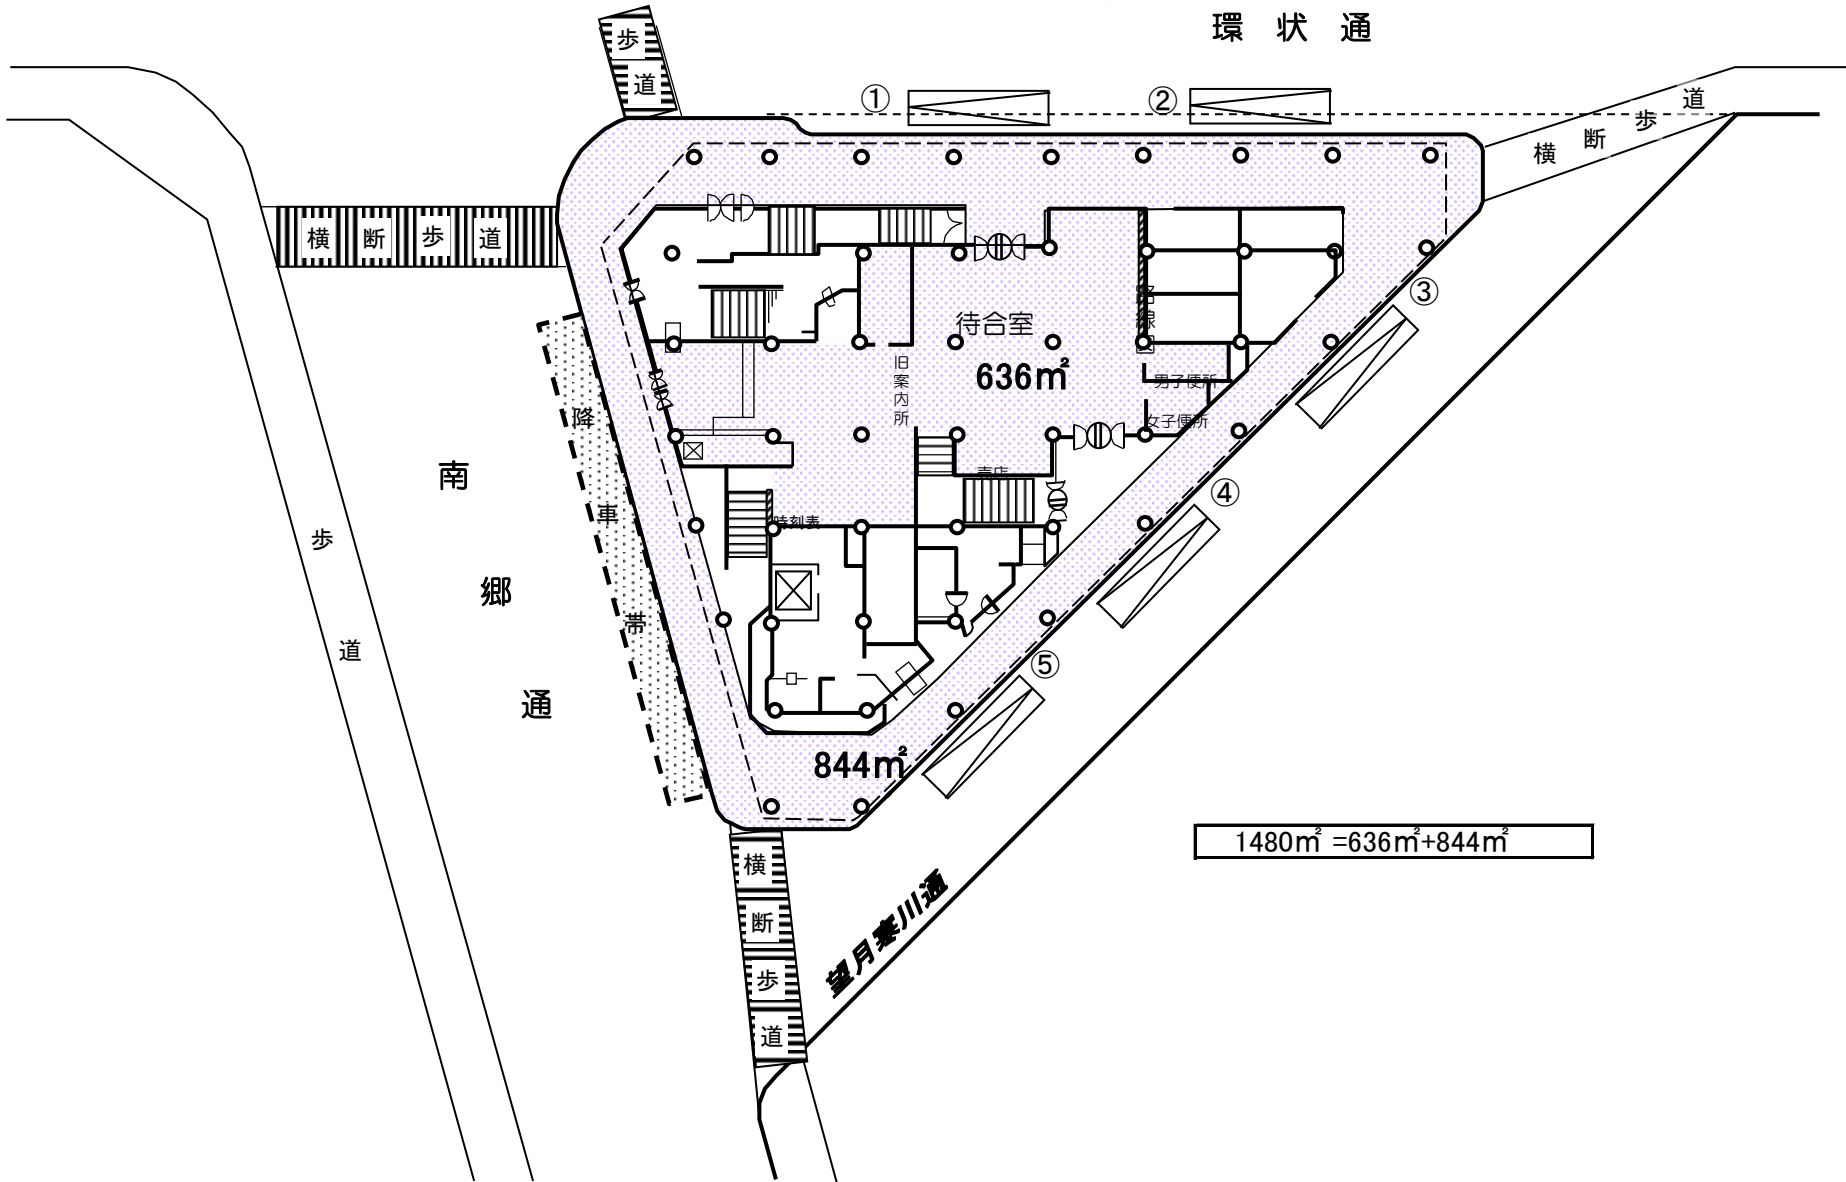 環状通
歩道
①
②
横断歩道
横断歩道
③
路線
待合室
636㎡
旧案内所
男子便所
女子便所
降車帯
南郷通
④
売店
時刻表
歩道
⑤
844㎡
1480㎡ =636㎡+844㎡
横断歩道
望月寒川通